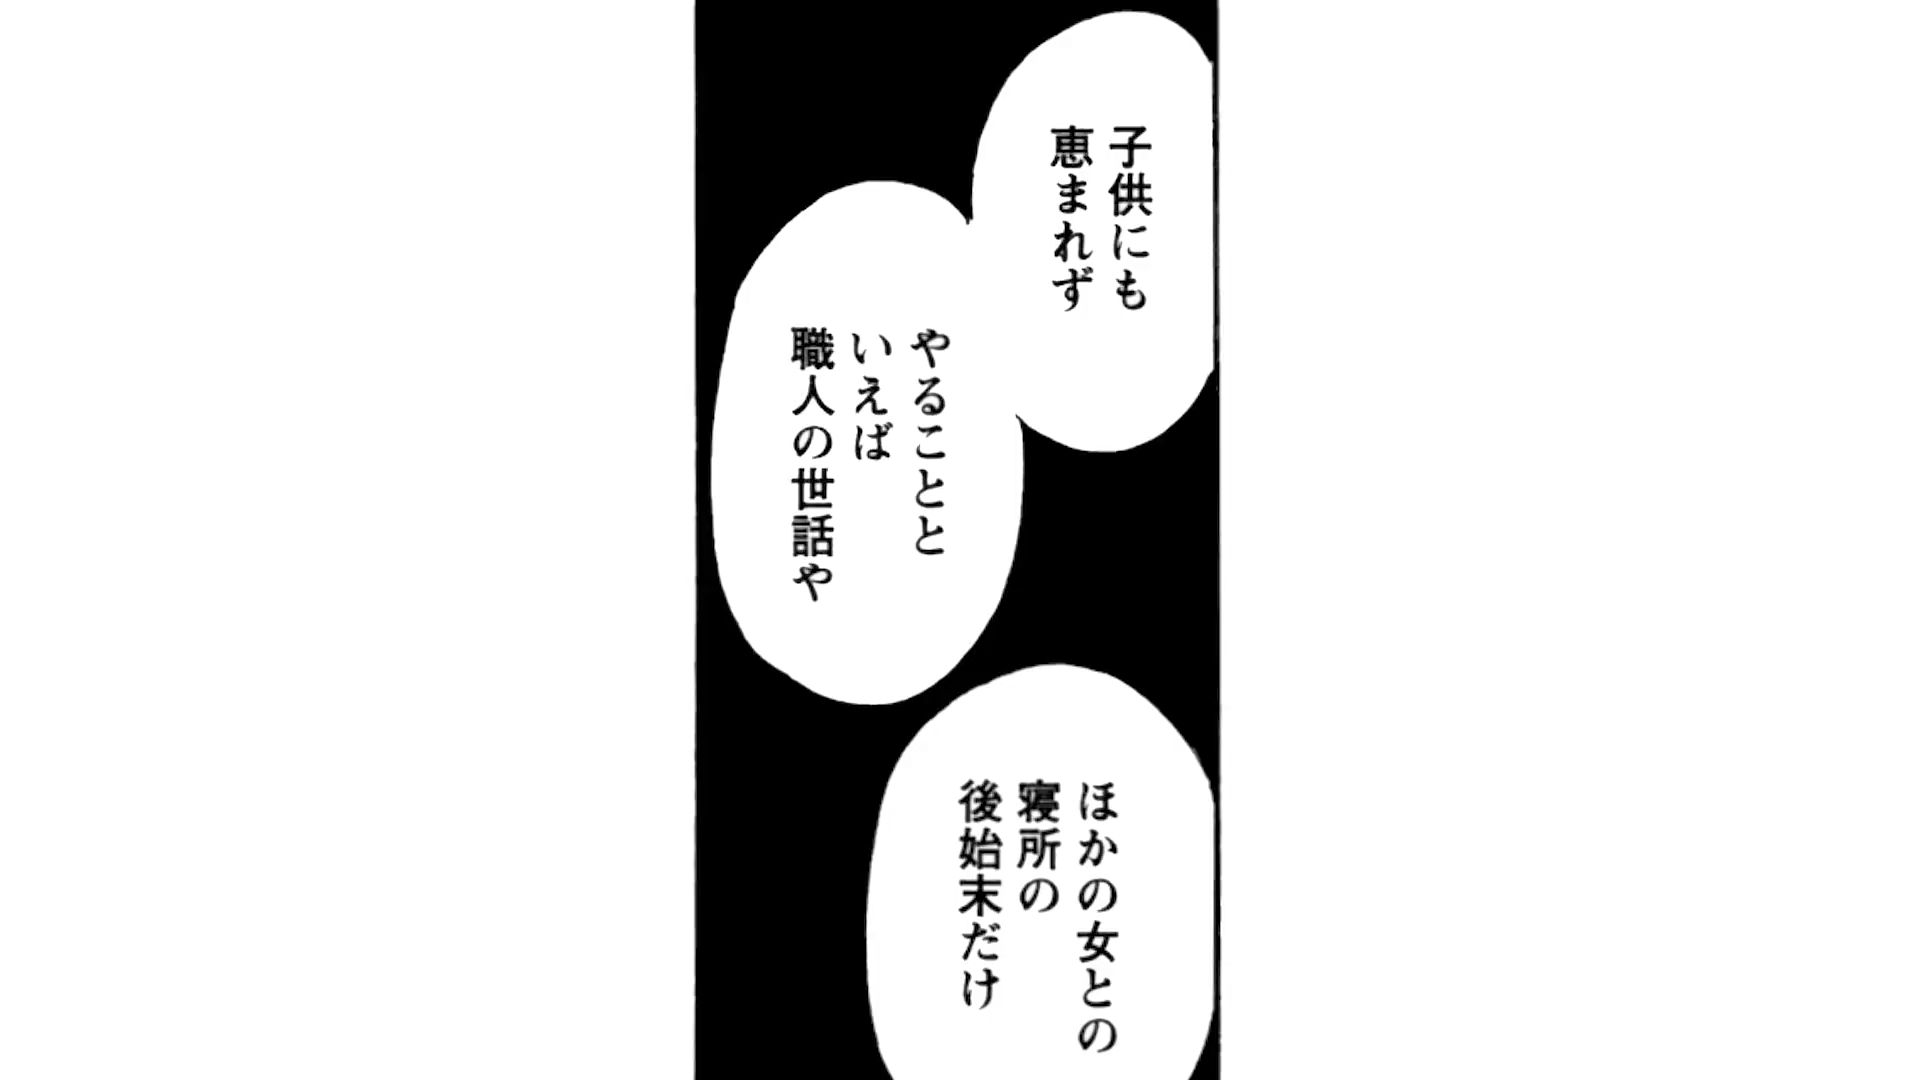 子供にも
恵まれず
やることと
いえば
職人の世話や
ほかの女との
寝所の
後始末だけ